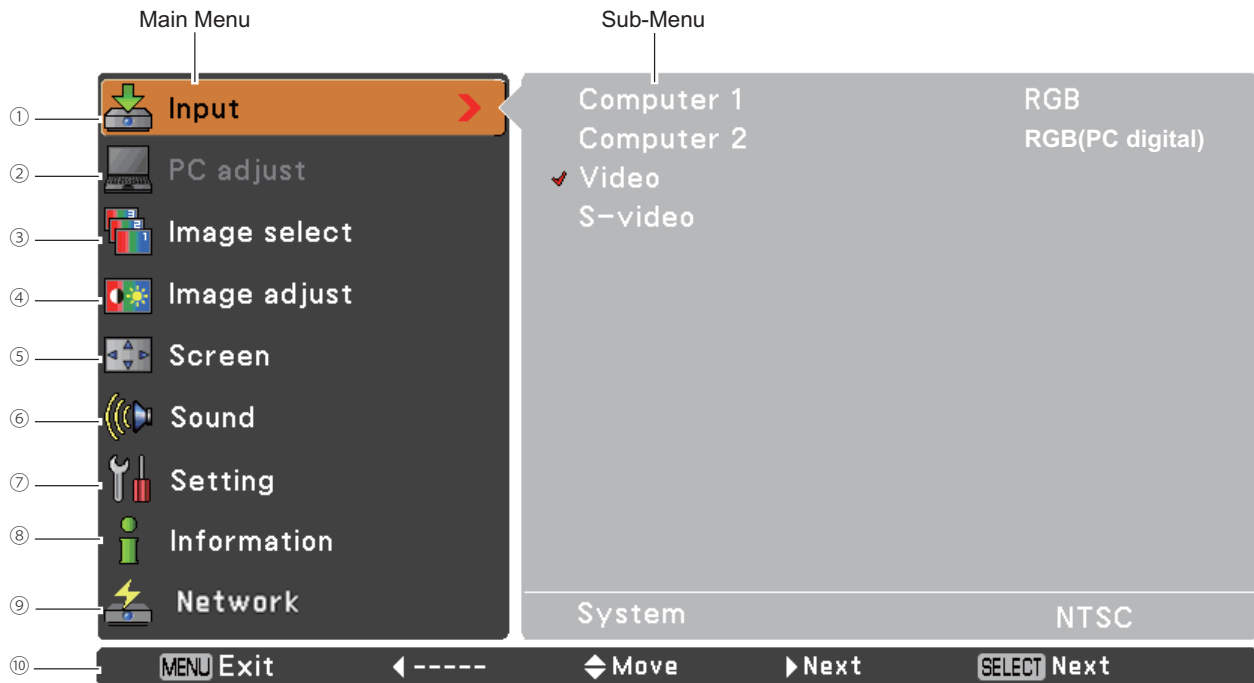 Main Menu Sub-Menu
① Input Computer 1 RGB
Computer 2 RGB(PC digital)
② PC adjust
Video
③ Image select
S-video
④ Image adjust
⑤ Screen
⑥ Sound
⑦ Setting
⑧ Information
⑨ Network
System NTSC
⑩ MENU Exit ----- Move Next SELECT Next